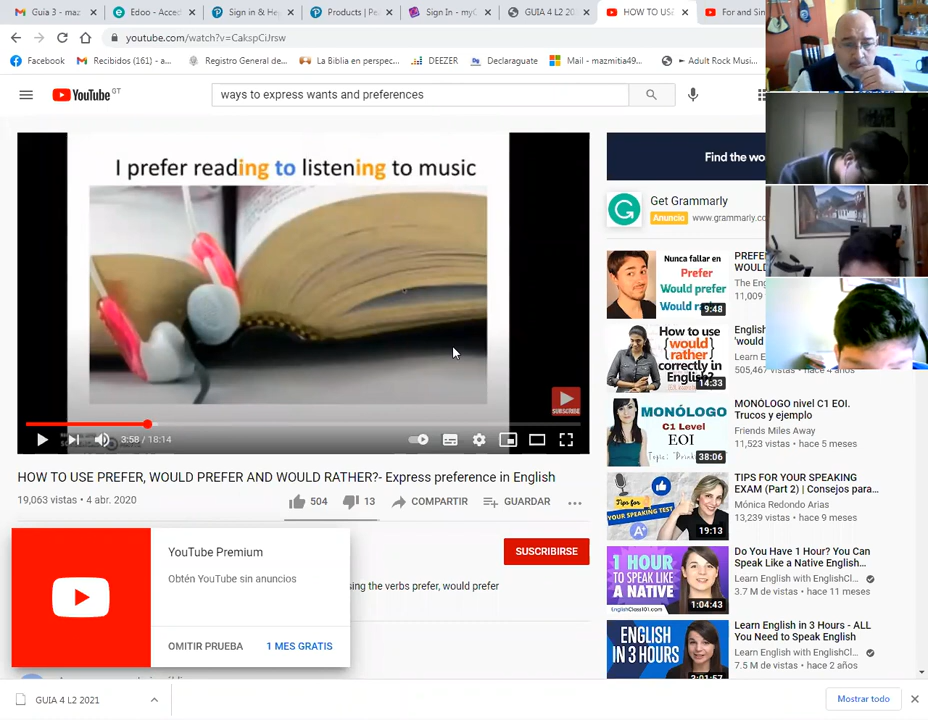 Guia 3 - maz
Edoo - Acce
Sign in & He
Products | Pe
Sign In - my
GUIA 4 L2 20
HOW TO USE
For and Sin
youtube.com/watch?v=CakspCiJrsw
Facebook
Recibidos (161) - a...
Registro General de...
La Biblia en perspec...
DEEZER
Declaraguate
Mail - mazmitia49...
► Adult Rock Musi...
YouTube GT
ways to express wants and preferences
I prefer reading to listening to music
SUBSCRIBE
3:58 / 18:14
HOW TO USE PREFER, WOULD PREFER AND WOULD RATHER?- Express preference in English
19,063 vistas • 4 abr. 2020
504
13
COMPARTIR
GUARDAR
SUSCRIBIRSE
ing the verbs prefer, would prefer
YouTube Premium
Obtén YouTube sin anuncios
OMITIR PRUEBA
1 MES GRATIS
Find the wo
Get Grammarly
Anuncio www.grammarly.co
Nunca fallar en
Prefer
Would prefer
Would ra
9:48
PREFE
WOUL
The Eng
11,009
How to use
{would
rather}
correctly in
English?
14:33
English
'would
Learn E
505,467 vistas • hace 4 años
MONÓLOGO
C1 Level
EOI
38:06
MONÓLOGO nivel C1 EOI.
Trucos y ejemplo
Friends Miles Away
11,523 vistas • hace 5 meses
TIPS FOR
YOUR SPEAKING TEST
A+
19:13
TIPS FOR YOUR SPEAKING
EXAM (Part 2) | Consejos para...
Mónica Redondo Arias
13,239 vistas • hace 9 meses
1 HOUR
TO SPEAK LIKE
A NATIVE
1:04:43
Do You Have 1 Hour? You Can
Speak Like a Native English...
Learn English with EnglishCl...
3.7 M de vistas • hace 11 meses
ENGLISH
IN 3 HOURS
3:01:57
Learn English in 3 Hours - ALL
You Need to Speak English
Learn English with EnglishCl...
7.5 M de vistas • hace 2 años
GUIA 4 L2 2021
Mostrar todo